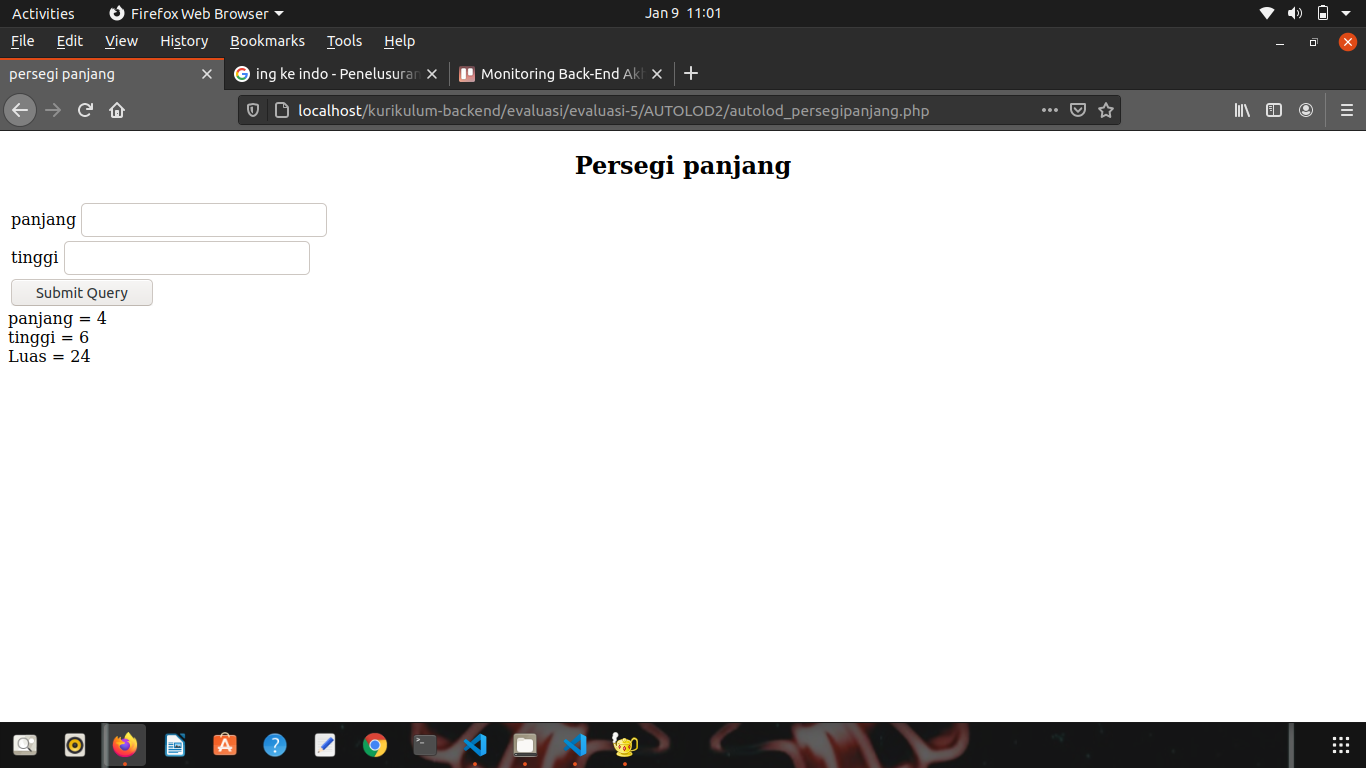 Activities Firefox Web Browser Jan 9 11:01
File Edit View History Bookmarks Tools Help
persegi panjang ing ke indo - Penelusuran Monitoring Back-End Akh
localhost/kurikulum-backend/evaluasi/evaluasi-5/AUTOLOD2/autolod_persegipanjang.php
Persegi panjang
panjang
tinggi
Submit Query
panjang = 4
tinggi = 6
Luas = 24